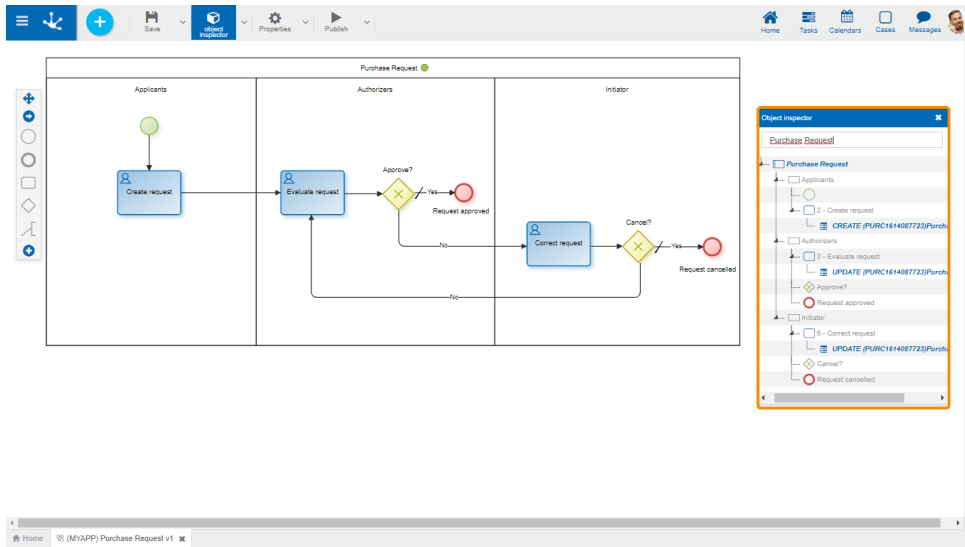 Save
object
inspector
Properties
Publish
Home
Tasks
Calendars
Cases
Messages
Purchase Request
Applicants
Authorizers
Initiator
Create request
Evaluate request
Approve?
Yes
Request approved
No
Correct request
Cancel?
Yes
Request cancelled
No
Object inspector
Purchase Request
Purchase Request
Applicants
2 - Create request
CREATE (PURC1614087723)Purcha
Authorizers
3 - Evaluate request
UPDATE (PURC1614087723)Purcha
Approve?
Request approved
Initiator
6 - Correct request
UPDATE (PURC1614087723)Purcha
Cancel?
Request cancelled
Home
(MYAPP) Purchase Request v1